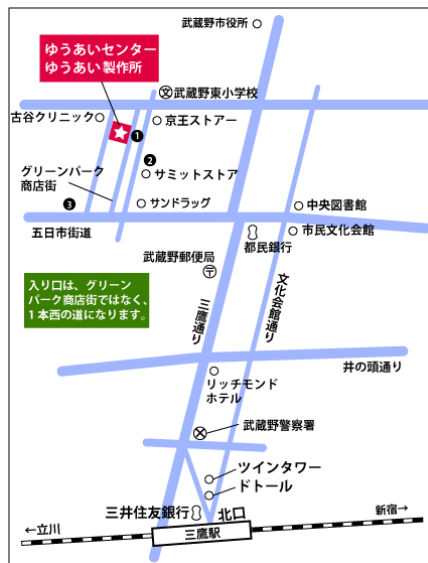 武蔵野市役所
ゆうあいセンター
ゆうあい製作所
武蔵野東小学校
古谷クリニック
京王ストアー
❶
❷
サミットストア
グリーンパーク
商店街
❸
サンドラッグ
中央図書館
五日市街道
市民文化会館
都民銀行
武蔵野郵便局
〒
入り口は、グリーン
パーク商店街ではなく、
１本西の道になります。
三鷹通り
文化会館通り
井の頭通り
リッチモンド
ホテル
武蔵野警察署
ツインタワー
ドトール
三井住友銀行
北口
←立川
三鷹駅
新宿→